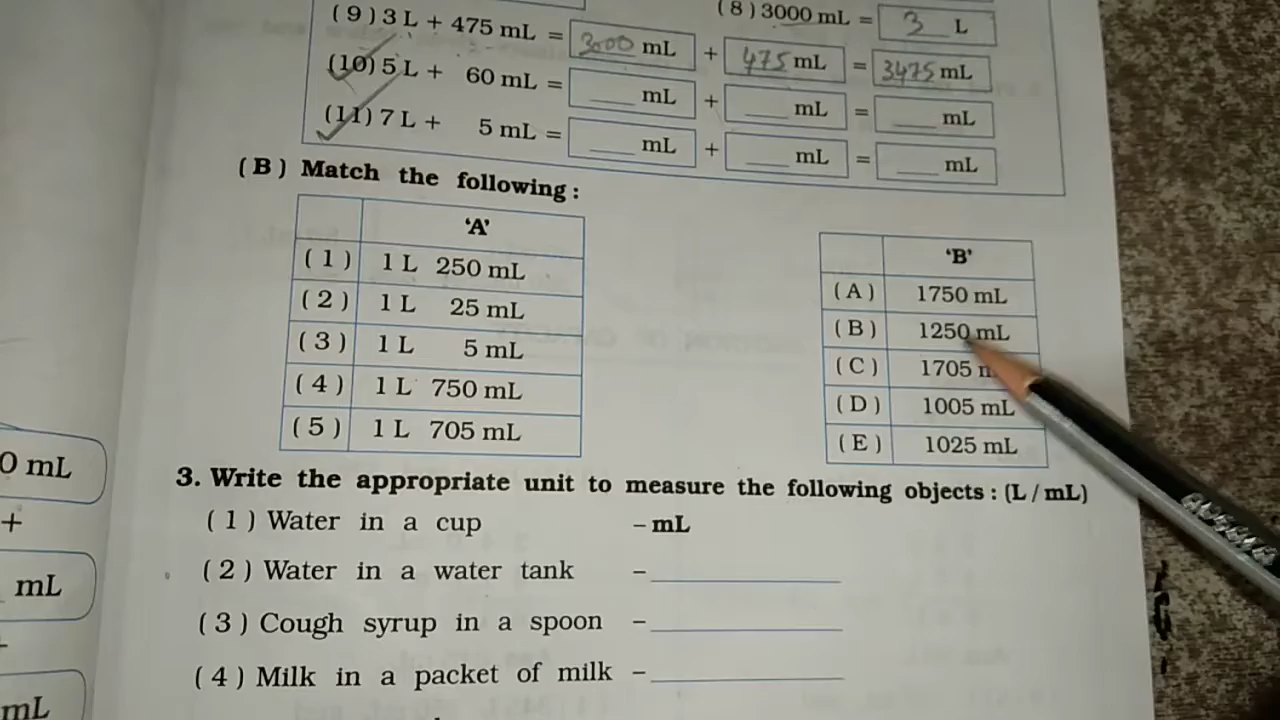 (8) 3000 mL = 3 L
(9) 3 L + 475 mL = 3000 mL + 475 mL = 3475 mL
(10) 5 L + 60 mL = ___ mL + ___ mL = ___ mL
(11) 7 L + 5 mL = ___ mL + ___ mL = ___ mL
(B) Match the following :
'A'
(1) 1 L 250 mL
(2) 1 L 25 mL
(3) 1 L 5 mL
(4) 1 L 750 mL
(5) 1 L 705 mL
'B'
(A) 1750 mL
(B) 1250 mL
(C) 1705
(D) 1005 mL
(E) 1025 mL
3. Write the appropriate unit to measure the following objects : (L / mL)
(1) Water in a cup – mL
(2) Water in a water tank – ___
(3) Cough syrup in a spoon – ___
(4) Milk in a packet of milk – ___
0 mL
+
mL
mL